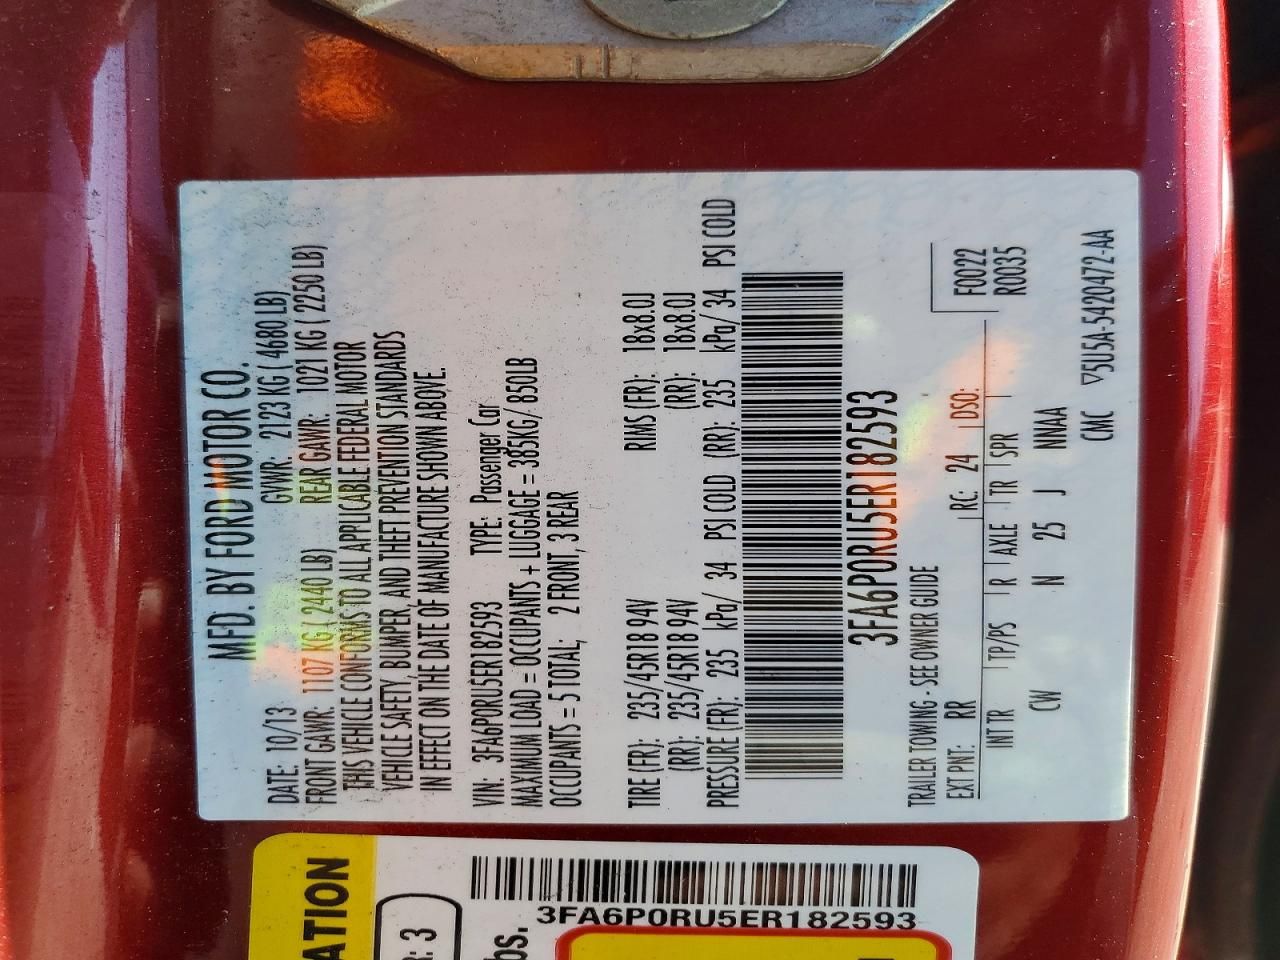 MFD. BY FORD MOTOR CO.
DATE: 10/13 GVWR: 2123 KG ( 4680 LB)
FRONT GAWR: 1107 KG ( 2440 LB) REAR GAWR: 1021 KG ( 2250 LB)
THIS VEHICLE CONFORMS TO ALL APPLICABLE FEDERAL MOTOR
VEHICLE SAFETY, BUMPER, AND THEFT PREVENTION STANDARDS
IN EFFECT ON THE DATE OF MANUFACTURE SHOWN ABOVE.
VIN: 3FA6P0RU5ER182593 TYPE: Passenger Car
MAXIMUM LOAD = OCCUPANTS + LUGGAGE = 385KG/ 850LB
OCCUPANTS = 5 TOTAL; 2 FRONT, 3 REAR
TIRE (FR): 235/45R18 94V RIMS (FR): 18x8.0J
(RR): 235/45R18 94V (RR): 18x8.0J
PRESSURE (FR): 235 kPa/ 34 PSI COLD (RR): 235 kPa/ 34 PSI COLD
3FA6P0RU5ER182593
TRAILER TOWING - SEE OWNER GUIDE
EXT PNT: RR RC: 24 DSO: F0022
R0035
INT TR TP/PS R AXLE TR SPR
CW N 25 J NNAA
CMC ▽5U5A-5420472-AA
ATION
R: 3
bs.
3FA6P0RU5ER182593